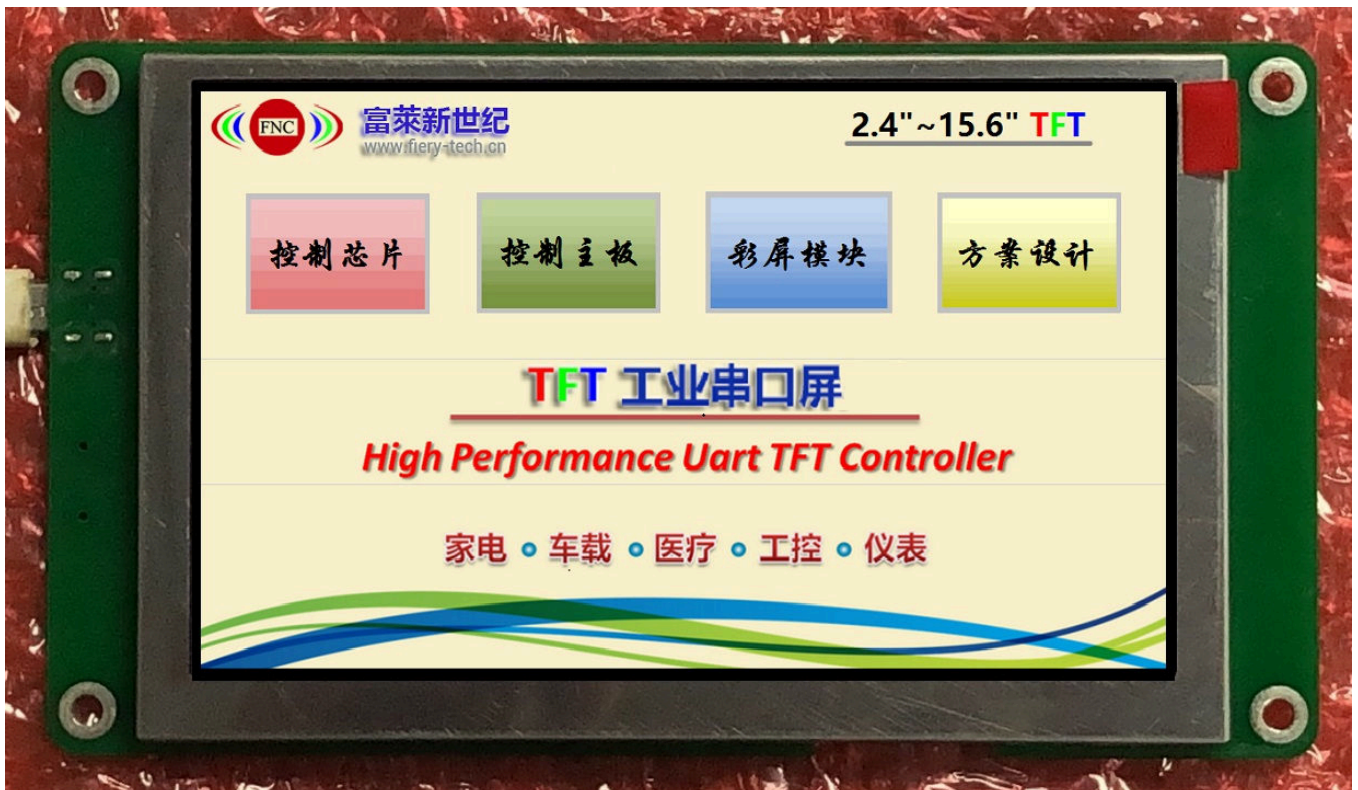 FNC
富莱新世纪
www.fiery-tech.cn
2.4"~15.6" TFT
控制芯片
控制主板
彩屏模块
方案设计
TFT 工业串口屏
High Performance Uart TFT Controller
家电 • 车载 • 医疗 • 工控 • 仪表